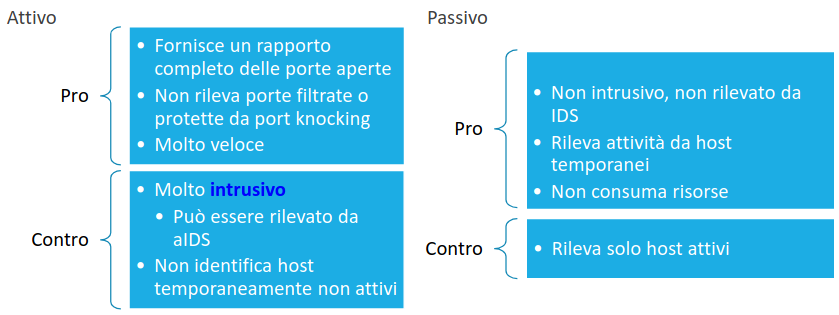 Attivo
Pro
• Fornisce un rapporto
completo delle porte aperte
• Non rileva porte filtrate o
protette da port knocking
• Molto veloce
Contro
• Molto intrusivo
• Può essere rilevato da
aIDS
• Non identifica host
temporaneamente non attivi
Passivo
Pro
• Non intrusivo, non rilevato da
IDS
• Rileva attività da host
temporanei
• Non consuma risorse
Contro
• Rileva solo host attivi